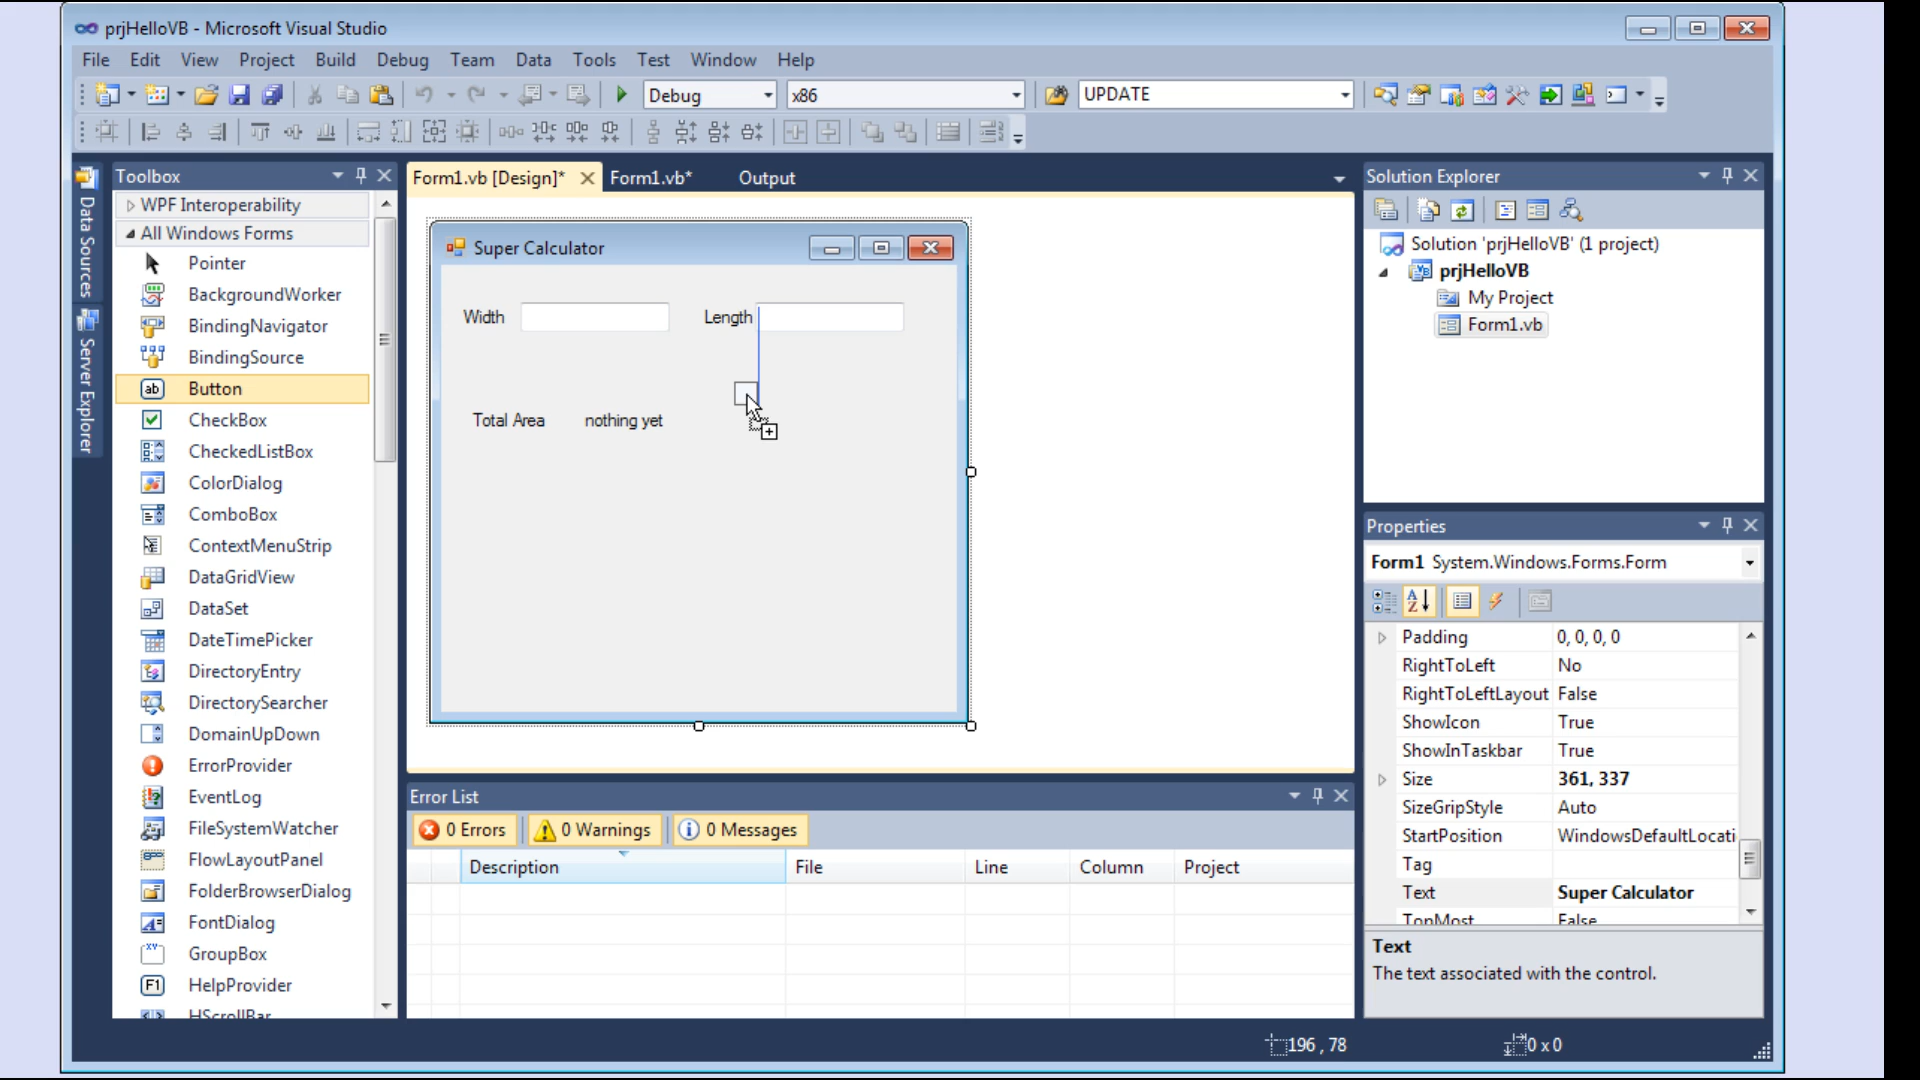 prjHelloVB - Microsoft Visual Studio
File Edit View Project Build Debug Team Data Tools Test Window Help
Debug x86 UPDATE
Data Sources
Server Explorer
Toolbox
WPF Interoperability
All Windows Forms
Pointer
BackgroundWorker
BindingNavigator
BindingSource
Button
CheckBox
CheckedListBox
ColorDialog
ComboBox
ContextMenuStrip
DataGridView
DataSet
DateTimePicker
DirectoryEntry
DirectorySearcher
DomainUpDown
ErrorProvider
EventLog
FileSystemWatcher
FlowLayoutPanel
FolderBrowserDialog
FontDialog
GroupBox
HelpProvider
HScrollBar
Form1.vb [Design]* Form1.vb* Output
Super Calculator
Width Length
Total Area nothing yet
Error List
0 Errors 0 Warnings 0 Messages
Description File Line Column Project
Solution Explorer
Solution 'prjHelloVB' (1 project)
prjHelloVB
My Project
Form1.vb
Properties
Form1 System.Windows.Forms.Form
Padding 0, 0, 0, 0
RightToLeft No
RightToLeftLayout False
ShowIcon True
ShowInTaskbar True
Size 361, 337
SizeGripStyle Auto
StartPosition WindowsDefaultLocati
Tag
Text Super Calculator
TopMost False
Text
The text associated with the control.
196 , 78 0 x 0